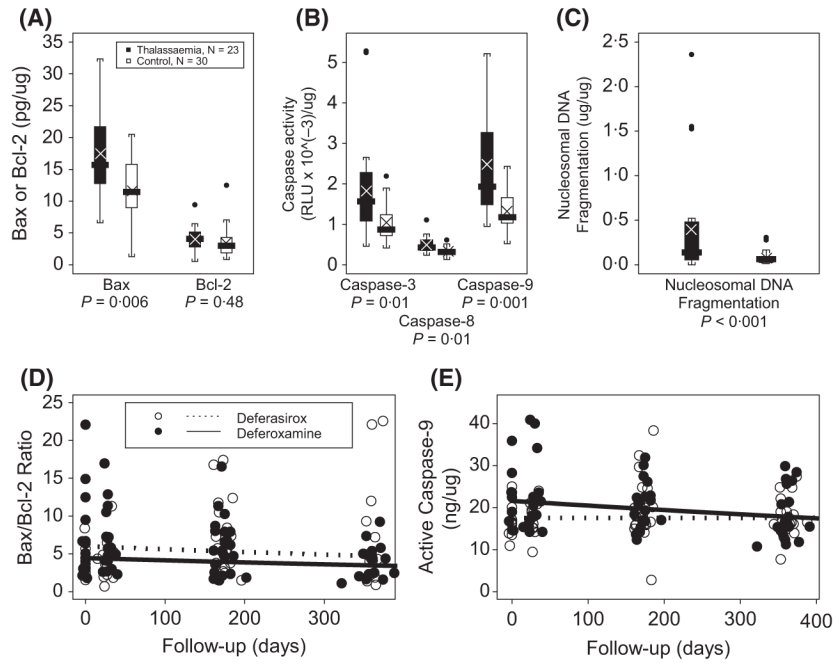 (A)
Bax or Bcl-2 (pg/ug)
35
30
25
20
15
10
5
0
Thalassaemia, N = 23
Control, N = 30
Bax
P = 0·006
Bcl-2
P = 0·48
(B)
Caspase activity
(RLU x 10^(−3)/ug)
5
4
3
2
1
0
Caspase-3
P = 0·01
Caspase-8
P = 0·01
Caspase-9
P = 0·001
(C)
Nucleosomal DNA
Fragmentation (ug/ug)
2·5
2·0
1·5
1·0
0·5
0·0
Nucleosomal DNA
Fragmentation
P < 0·001
(D)
Bax/Bcl-2 Ratio
25
20
15
10
5
0
Deferasirox
Deferoxamine
0 100 200 300
Follow-up (days)
(E)
Active Caspase-9
(ng/ug)
40
30
20
10
0
0 100 200 300 400
Follow-up (days)